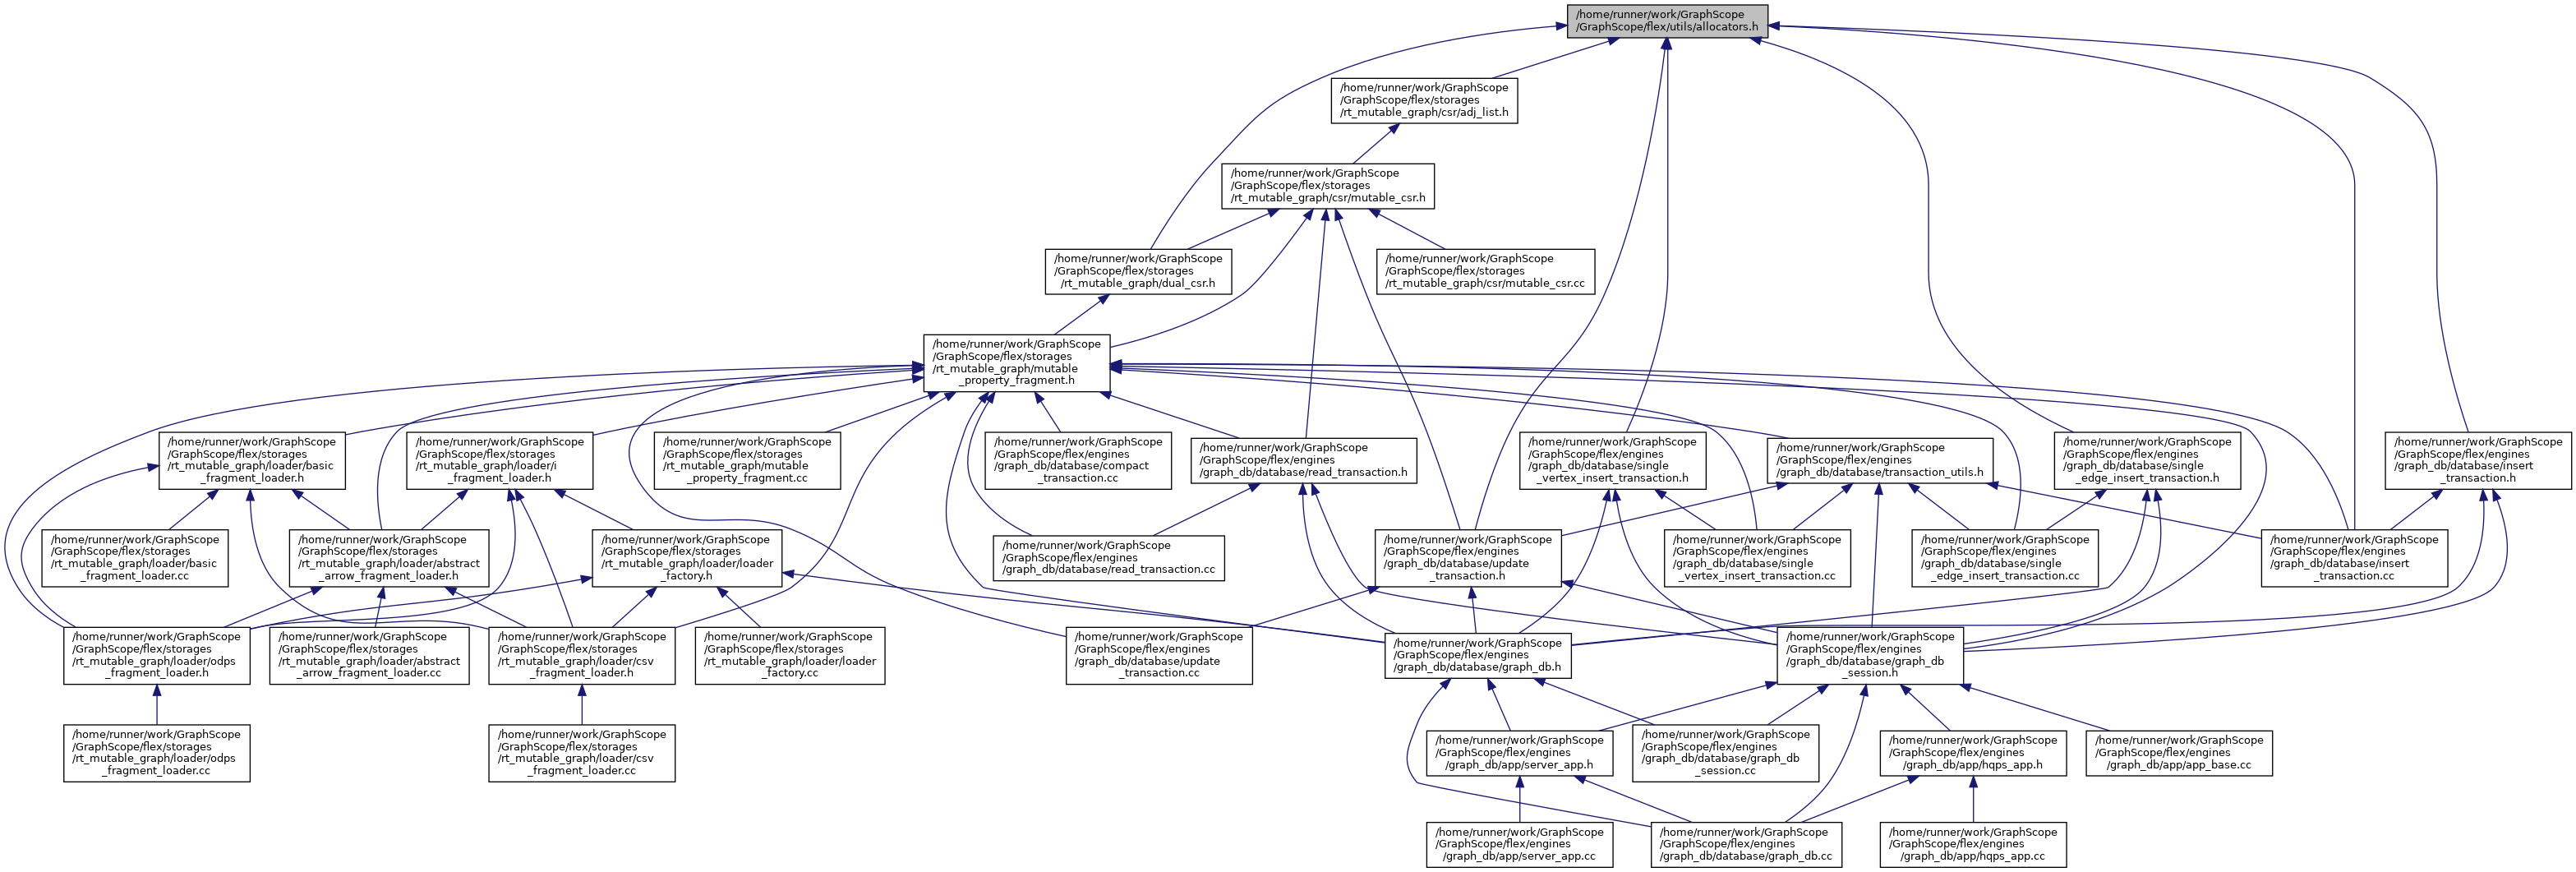 /home/runner/work/GraphScope
/GraphScope/flex/utils/allocators.h
/home/runner/work/GraphScope
/GraphScope/flex/storages
/rt_mutable_graph/csr/adj_list.h
/home/runner/work/GraphScope
/GraphScope/flex/storages
/rt_mutable_graph/csr/mutable_csr.h
/home/runner/work/GraphScope
/GraphScope/flex/storages
/rt_mutable_graph/dual_csr.h
/home/runner/work/GraphScope
/GraphScope/flex/storages
/rt_mutable_graph/csr/mutable_csr.cc
/home/runner/work/GraphScope
/GraphScope/flex/storages
/rt_mutable_graph/mutable
_property_fragment.h
/home/runner/work/GraphScope
/GraphScope/flex/storages
/rt_mutable_graph/loader/basic
_fragment_loader.h
/home/runner/work/GraphScope
/GraphScope/flex/storages
/rt_mutable_graph/loader/i
_fragment_loader.h
/home/runner/work/GraphScope
/GraphScope/flex/storages
/rt_mutable_graph/mutable
_property_fragment.cc
/home/runner/work/GraphScope
/GraphScope/flex/engines
/graph_db/database/compact
_transaction.cc
/home/runner/work/GraphScope
/GraphScope/flex/engines
/graph_db/database/read_transaction.h
/home/runner/work/GraphScope
/GraphScope/flex/engines
/graph_db/database/single
_vertex_insert_transaction.h
/home/runner/work/GraphScope
/GraphScope/flex/engines
/graph_db/database/transaction_utils.h
/home/runner/work/GraphScope
/GraphScope/flex/engines
/graph_db/database/single
_edge_insert_transaction.h
/home/runner/work/GraphScope
/GraphScope/flex/engines
/graph_db/database/insert
_transaction.h
/home/runner/work/GraphScope
/GraphScope/flex/storages
/rt_mutable_graph/loader/basic
_fragment_loader.cc
/home/runner/work/GraphScope
/GraphScope/flex/storages
/rt_mutable_graph/loader/abstract
_arrow_fragment_loader.h
/home/runner/work/GraphScope
/GraphScope/flex/storages
/rt_mutable_graph/loader/loader
_factory.h
/home/runner/work/GraphScope
/GraphScope/flex/engines
/graph_db/database/read_transaction.cc
/home/runner/work/GraphScope
/GraphScope/flex/engines
/graph_db/database/update
_transaction.h
/home/runner/work/GraphScope
/GraphScope/flex/engines
/graph_db/database/single
_vertex_insert_transaction.cc
/home/runner/work/GraphScope
/GraphScope/flex/engines
/graph_db/database/single
_edge_insert_transaction.cc
/home/runner/work/GraphScope
/GraphScope/flex/engines
/graph_db/database/insert
_transaction.cc
/home/runner/work/GraphScope
/GraphScope/flex/storages
/rt_mutable_graph/loader/odps
_fragment_loader.h
/home/runner/work/GraphScope
/GraphScope/flex/storages
/rt_mutable_graph/loader/abstract
_arrow_fragment_loader.cc
/home/runner/work/GraphScope
/GraphScope/flex/storages
/rt_mutable_graph/loader/csv
_fragment_loader.h
/home/runner/work/GraphScope
/GraphScope/flex/storages
/rt_mutable_graph/loader/loader
_factory.cc
/home/runner/work/GraphScope
/GraphScope/flex/engines
/graph_db/database/update
_transaction.cc
/home/runner/work/GraphScope
/GraphScope/flex/engines
/graph_db/database/graph_db.h
/home/runner/work/GraphScope
/GraphScope/flex/engines
/graph_db/database/graph_db
_session.h
/home/runner/work/GraphScope
/GraphScope/flex/storages
/rt_mutable_graph/loader/odps
_fragment_loader.cc
/home/runner/work/GraphScope
/GraphScope/flex/storages
/rt_mutable_graph/loader/csv
_fragment_loader.cc
/home/runner/work/GraphScope
/GraphScope/flex/engines
/graph_db/app/server_app.h
/home/runner/work/GraphScope
/GraphScope/flex/engines
/graph_db/database/graph_db
_session.cc
/home/runner/work/GraphScope
/GraphScope/flex/engines
/graph_db/app/hqps_app.h
/home/runner/work/GraphScope
/GraphScope/flex/engines
/graph_db/app/app_base.cc
/home/runner/work/GraphScope
/GraphScope/flex/engines
/graph_db/app/server_app.cc
/home/runner/work/GraphScope
/GraphScope/flex/engines
/graph_db/database/graph_db.cc
/home/runner/work/GraphScope
/GraphScope/flex/engines
/graph_db/app/hqps_app.cc